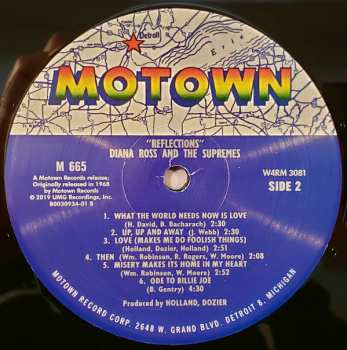 Detroit
Erie
MOTOWN
"REFLECTIONS"
DIANA ROSS AND THE SUPREMES
M 665
W4RM 3081
A Motown Records release;
Originally released in 1968
by Motown Records
℗ 2019 UMG Recordings, Inc.
B0030934-01 B
SIDE 2
1. WHAT THE WORLD NEEDS NOW IS LOVE
(H. David, B. Bacharach) 2:30
2. UP, UP AND AWAY (J. Webb) 2:30
3. LOVE (MAKES ME DO FOOLISH THINGS)
(Holland, Dozier, Holland) 2:51
4. THEN (Wm. Robinson, R. Rogers, W. Moore) 2:08
5. MISERY MAKES ITS HOME IN MY HEART
(Wm. Robinson, W. Moore) 2:52
6. ODE TO BILLIE JOE
(B. Gentry) 4:30
Produced by HOLLAND, DOZIER
MOTOWN RECORD CORP. 2648 W. GRAND BLVD. DETROIT 8, MICHIGAN